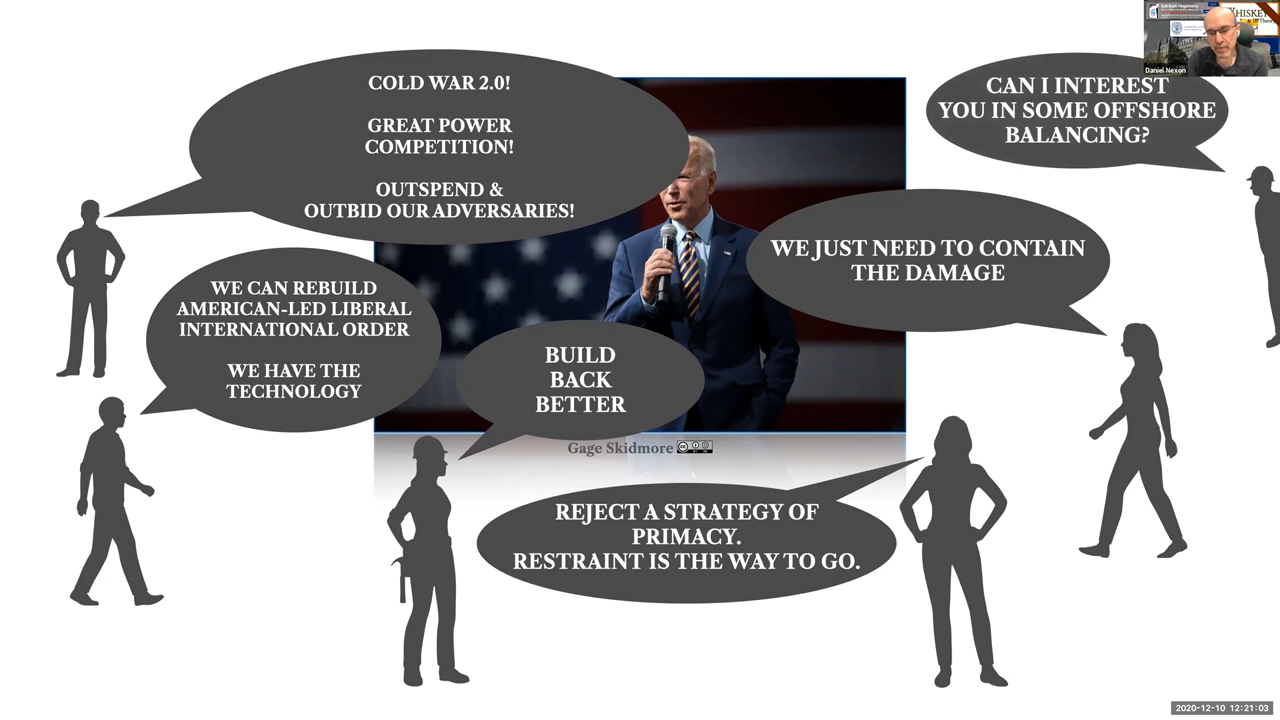 COLD WAR 2.0!
GREAT POWER
COMPETITION!
OUTSPEND &
OUTBID OUR ADVERSARIES!
CAN I INTEREST
YOU IN SOME OFFSHORE
BALANCING?
WE JUST NEED TO CONTAIN
THE DAMAGE
WE CAN REBUILD
AMERICAN-LED LIBERAL
INTERNATIONAL ORDER
WE HAVE THE
TECHNOLOGY
BUILD
BACK
BETTER
Gage Skidmore
REJECT A STRATEGY OF
PRIMACY.
RESTRAINT IS THE WAY TO GO.
Daniel Nexon
2020-12-10 12:21:03